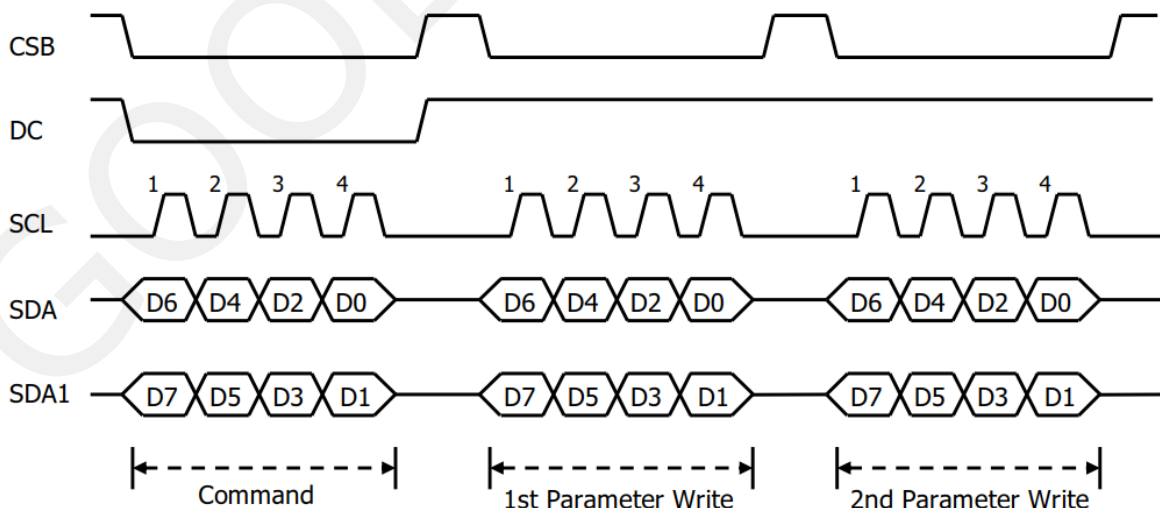 CSB
DC
1 2 3 4 1 2 3 4 1 2 3 4
SCL
SDA D6 D4 D2 D0 D6 D4 D2 D0 D6 D4 D2 D0
SDA1 D7 D5 D3 D1 D7 D5 D3 D1 D7 D5 D3 D1
Command 1st Parameter Write 2nd Parameter Write